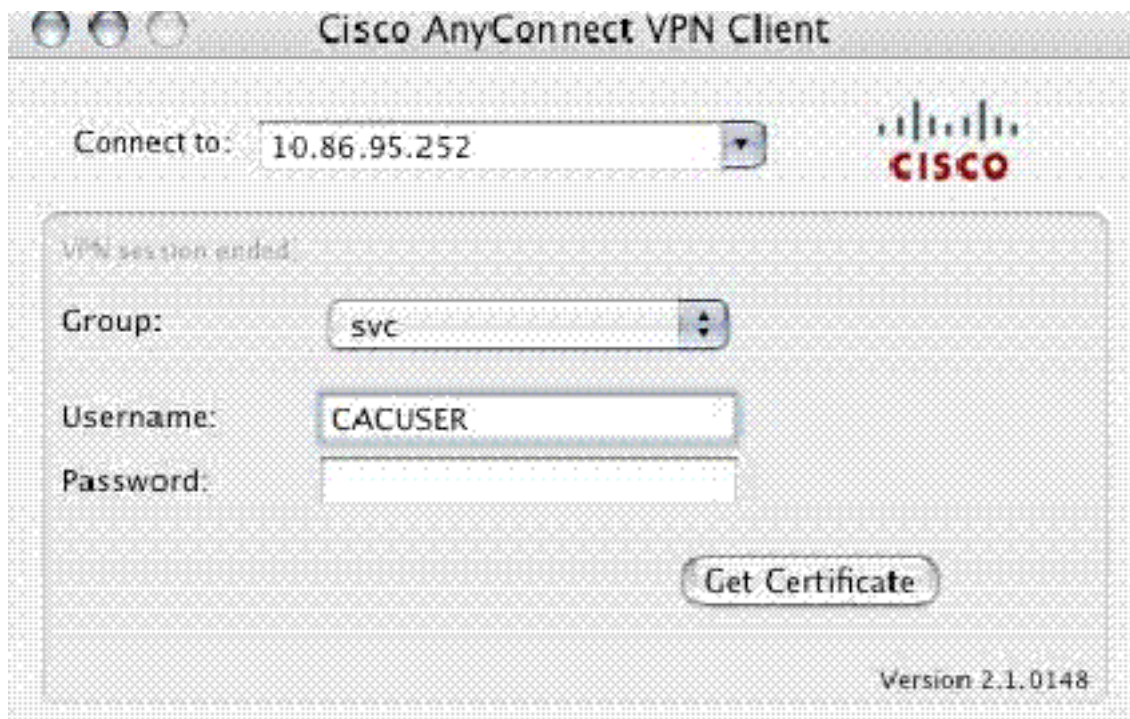 Cisco AnyConnect VPN Client
Connect to: 10.86.95.252
CISCO
VPN session ended.
Group: svc
Username: CACUSER
Password:
Get Certificate
Version 2.1.0148